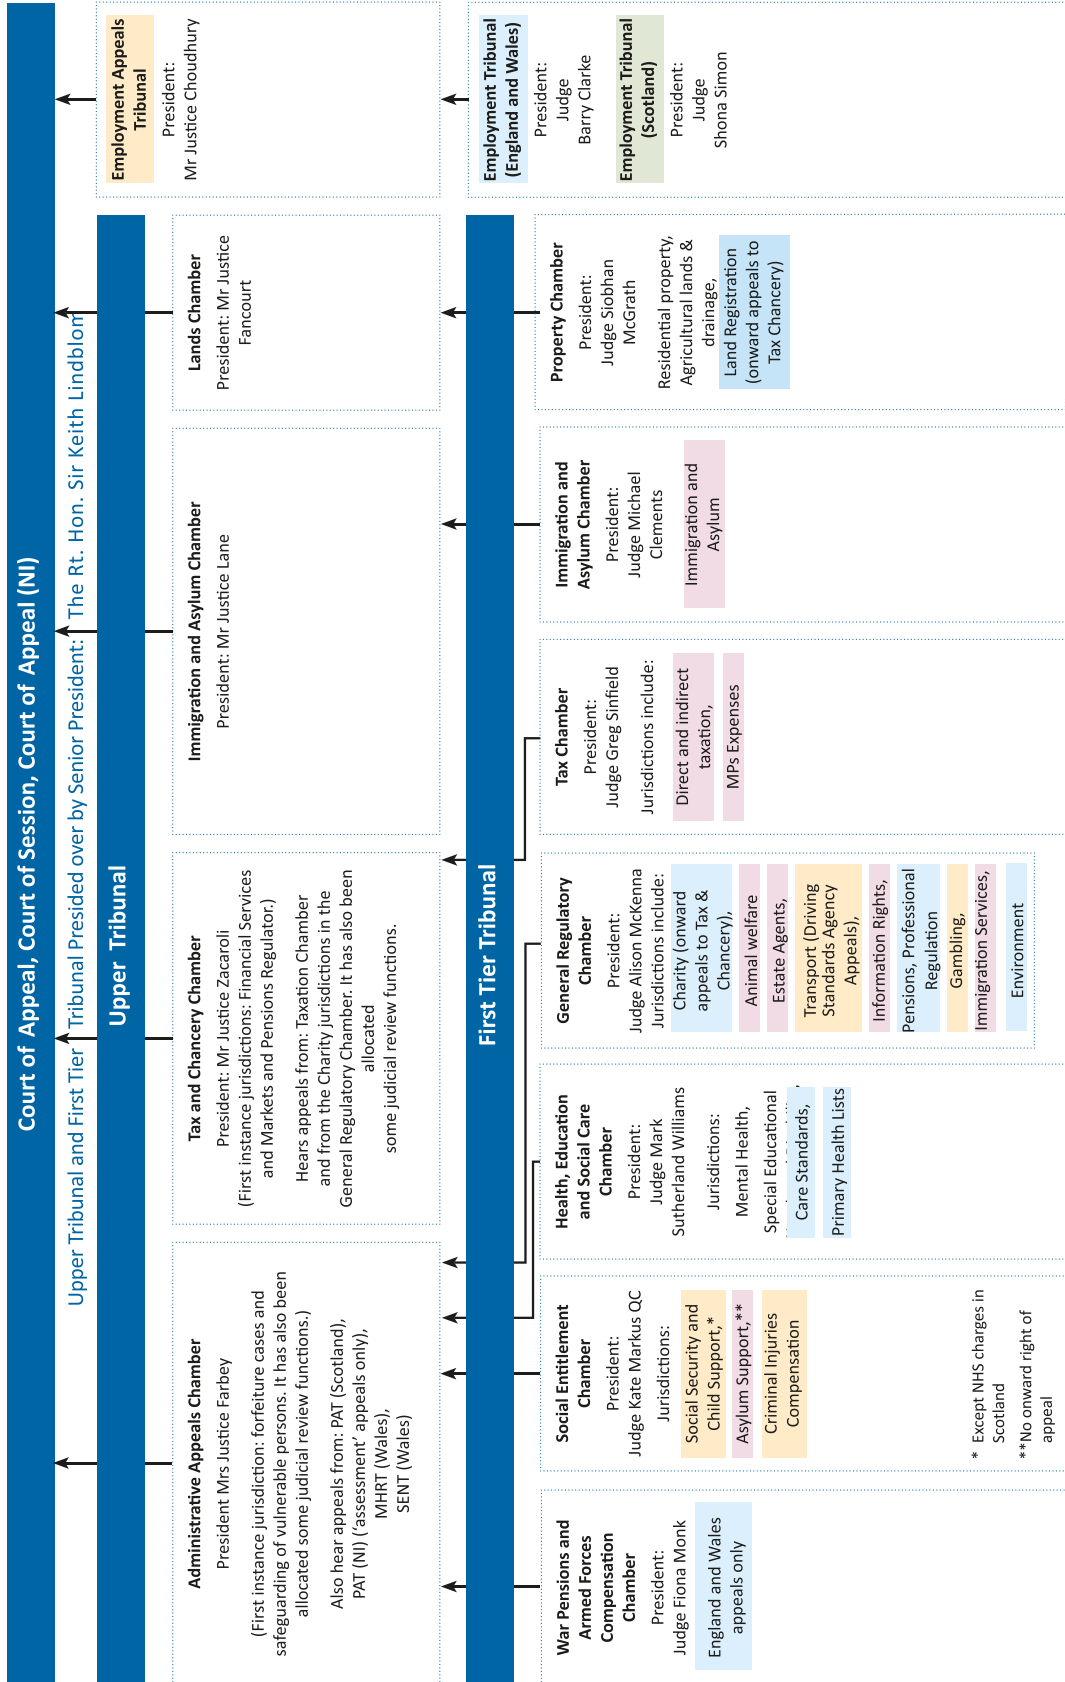 Court of Appeal, Court of Session, Court of Appeal (NI)
Upper Tribunal and First Tier Tribunal Presided over by Senior President: The Rt. Hon. Sir Keith Lindblom
Upper Tribunal
Administrative Appeals Chamber
President Mrs Justice Farbey
(First instance jurisdiction: forfeiture cases and
safeguarding of vulnerable persons. It has also been
allocated some judicial review functions.)
Also hear appeals from: PAT (Scotland),
PAT (NI) (‘assessment’ appeals only),
MHRT (Wales),
SENT (Wales)
Tax and Chancery Chamber
President: Mr Justice Zacaroli
(First instance jurisdictions: Financial Services
and Markets and Pensions Regulator.)
Hears appeals from: Taxation Chamber
and from the Charity jurisdictions in the
General Regulatory Chamber. It has also been
allocated
some judicial review functions.
Immigration and Asylum Chamber
President: Mr Justice Lane
Lands Chamber
President: Mr Justice
Fancourt
Employment Appeals
Tribunal
President:
Mr Justice Choudhury
First Tier Tribunal
War Pensions and
Armed Forces
Compensation
Chamber
President:
Judge Fiona Monk
England and Wales
appeals only
Social Entitlement
Chamber
President:
Judge Kate Markus QC
Jurisdictions:
Social Security and
Child Support,*
Asylum Support,**
Criminal Injuries
Compensation
* Except NHS charges in
Scotland
**No onward right of
appeal
Health, Education
and Social Care
Chamber
President:
Judge Mark
Sutherland Williams
Jurisdictions:
Mental Health,
Special Educational
Care Standards,
Primary Health Lists
General Regulatory
Chamber
President:
Judge Alison McKenna
Jurisdictions include:
Charity (onward
appeals to Tax &
Chancery),
Animal welfare
Estate Agents,
Transport (Driving
Standards Agency
Appeals),
Information Rights,
Pensions, Professional
Regulation
Gambling,
Immigration Services,
Environment
Tax Chamber
President:
Judge Greg Sinfield
Jurisdictions include:
Direct and indirect
taxation,
MPs Expenses
Immigration and
Asylum Chamber
President:
Judge Michael
Clements
Immigration and
Asylum
Property Chamber
President:
Judge Siobhan
McGrath
Residential property,
Agricultural lands &
drainage,
Land Registration
(onward appeals to
Tax Chancery)
Employment Tribunal
(England and Wales)
President:
Judge
Barry Clarke
Employment Tribunal
(Scotland)
President:
Judge
Shona Simon